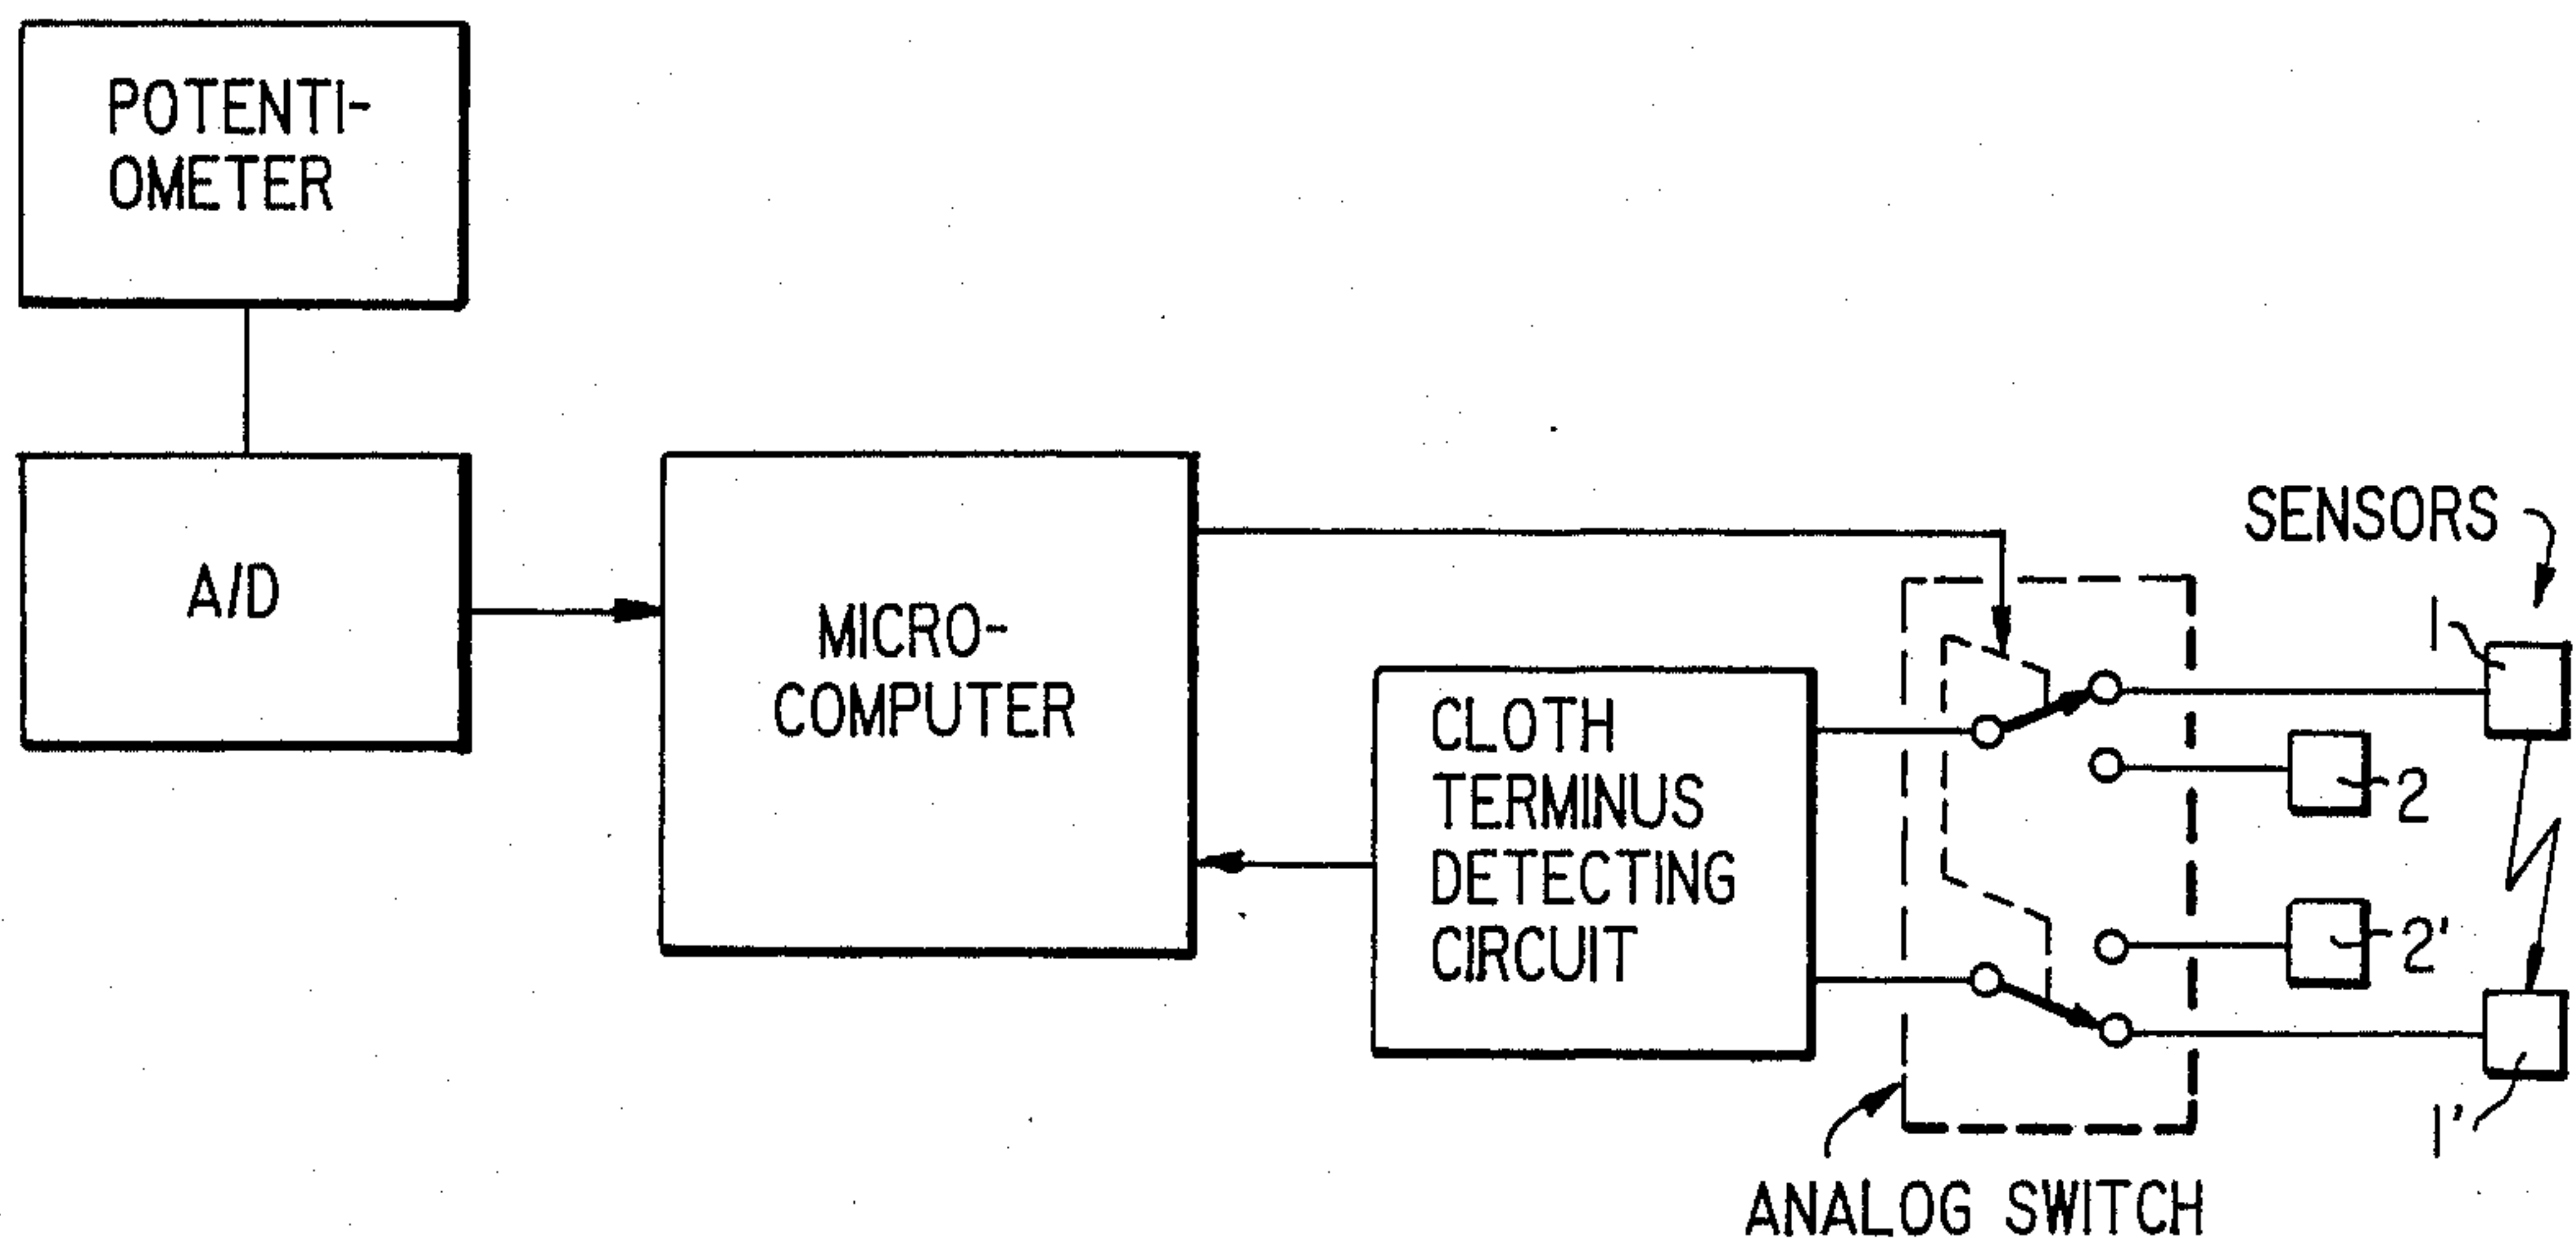 POTENTI-
OMETER
A/D
MICRO-
COMPUTER
CLOTH
TERMINUS
DETECTING
CIRCUIT
SENSORS
1
2
2'
1'
ANALOG SWITCH